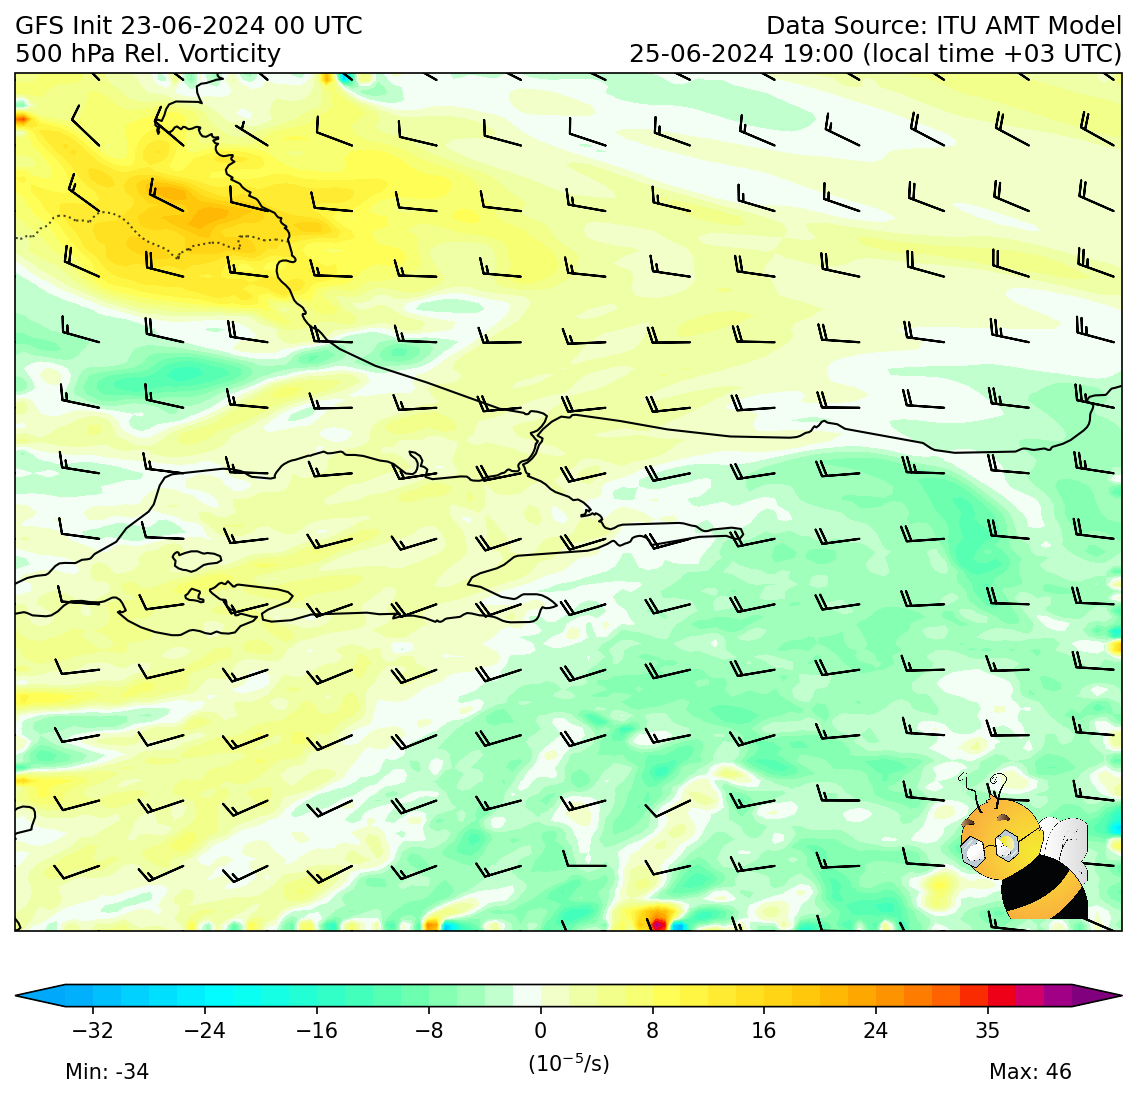 GFS Init 23-06-2024 00 UTC
Data Source: ITU AMT Model
500 hPa Rel. Vorticity
25-06-2024 19:00 (local time +03 UTC)
−32 −24 −16 −8 0 8 16 24 35
(10⁻⁵/s)
Min: -34
Max: 46